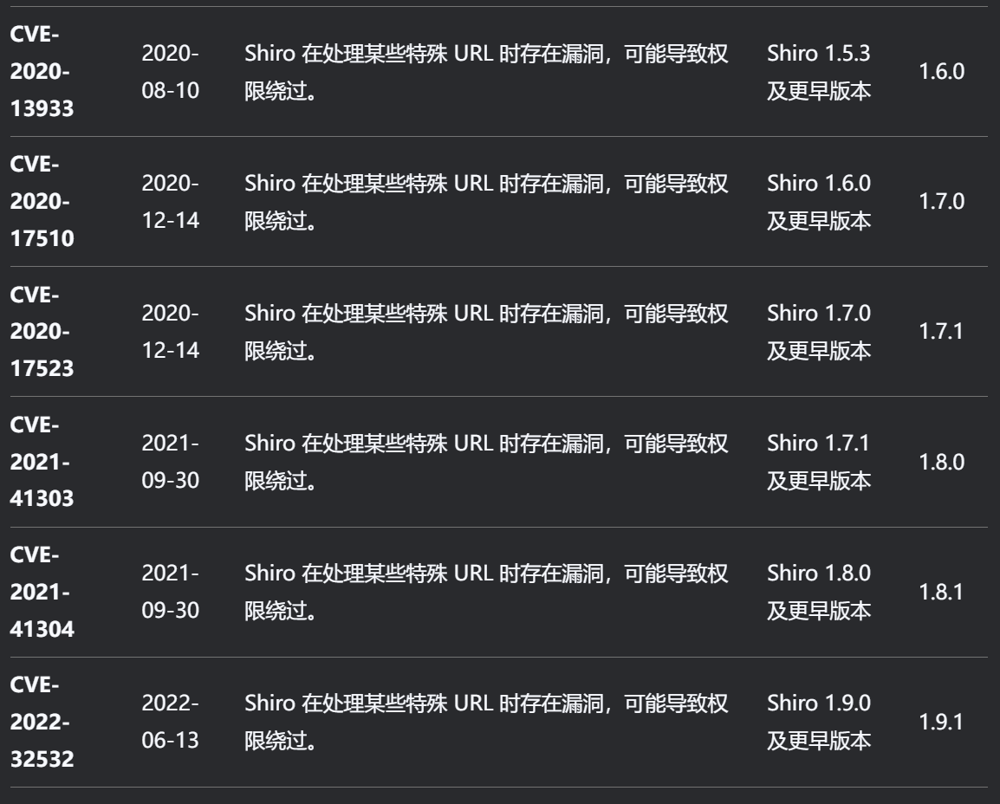 CVE-
2020-
13933
2020-
08-10
Shiro 在处理某些特殊 URL 时存在漏洞，可能导致权
限绕过。
Shiro 1.5.3
及更早版本
1.6.0
CVE-
2020-
17510
2020-
12-14
Shiro 在处理某些特殊 URL 时存在漏洞，可能导致权
限绕过。
Shiro 1.6.0
及更早版本
1.7.0
CVE-
2020-
17523
2020-
12-14
Shiro 在处理某些特殊 URL 时存在漏洞，可能导致权
限绕过。
Shiro 1.7.0
及更早版本
1.7.1
CVE-
2021-
41303
2021-
09-30
Shiro 在处理某些特殊 URL 时存在漏洞，可能导致权
限绕过。
Shiro 1.7.1
及更早版本
1.8.0
CVE-
2021-
41304
2021-
09-30
Shiro 在处理某些特殊 URL 时存在漏洞，可能导致权
限绕过。
Shiro 1.8.0
及更早版本
1.8.1
CVE-
2022-
32532
2022-
06-13
Shiro 在处理某些特殊 URL 时存在漏洞，可能导致权
限绕过。
Shiro 1.9.0
及更早版本
1.9.1